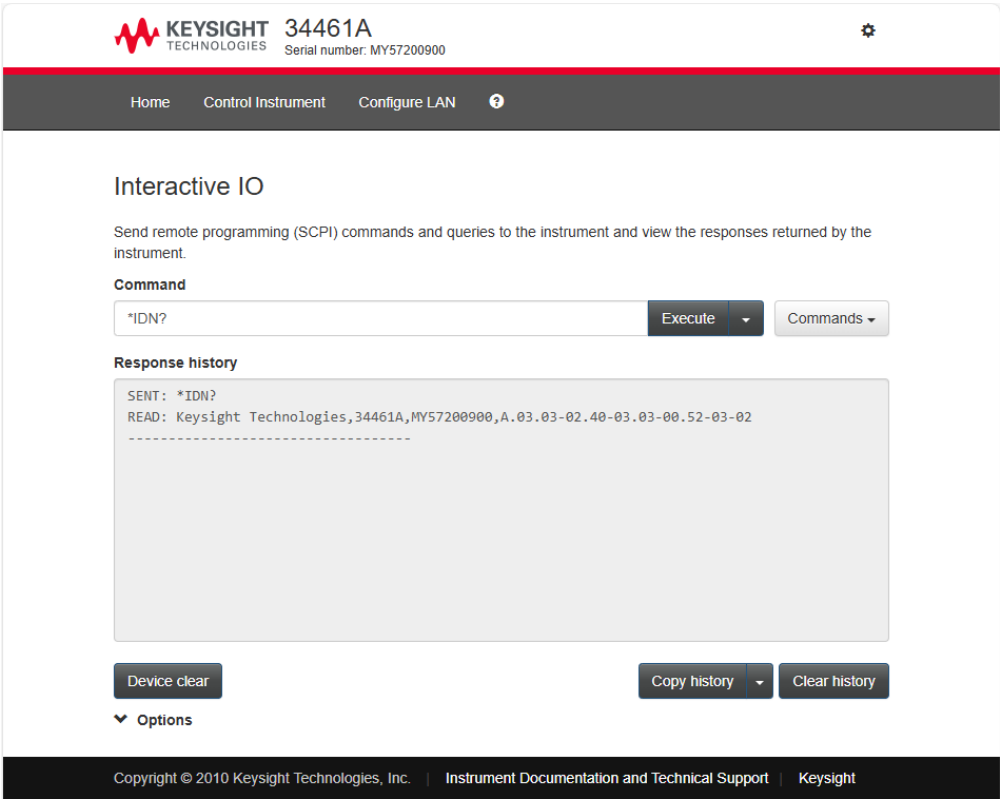 KEYSIGHT
TECHNOLOGIES
34461A
Serial number: MY57200900
Home Control Instrument Configure LAN ?
Interactive IO
Send remote programming (SCPI) commands and queries to the instrument and view the responses returned by the
instrument.
Command
*IDN? Execute Commands
Response history
SENT: *IDN?
READ: Keysight Technologies,34461A,MY57200900,A.03.03-02.40-03.03-00.52-03-02
-----------------------------------
Device clear Copy history Clear history
Options
Copyright © 2010 Keysight Technologies, Inc. | Instrument Documentation and Technical Support | Keysight